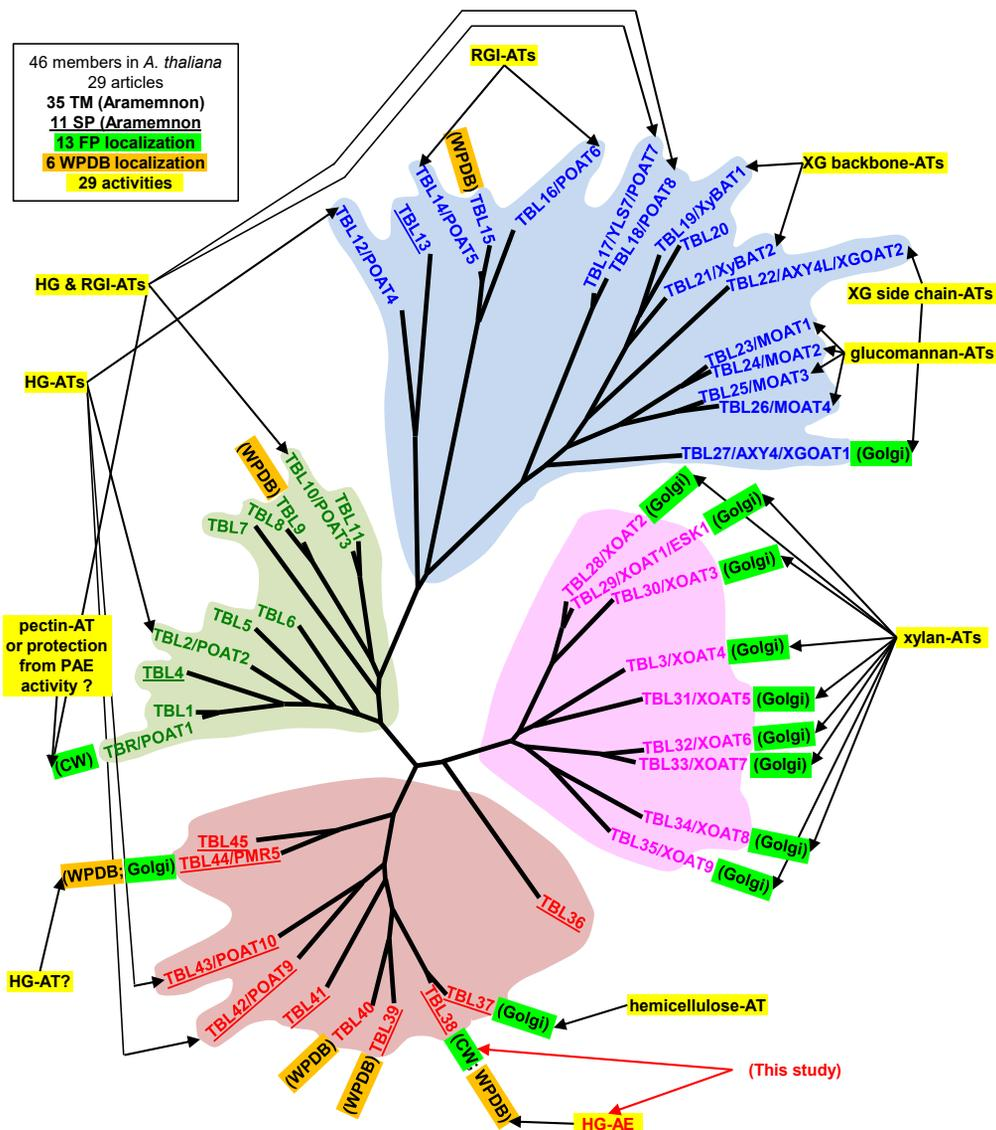 46 members in A. thaliana
29 articles
35 TM (Aramemnon)
11 SP (Aramemnon
13 FP localization
6 WPDB localization
29 activities
RGI-ATs
XG backbone-ATs
HG & RGI-ATs
XG side chain-ATs
glucomannan-ATs
HG-ATs
TBL12/POAT4
TBL13
TBL14/POAT5
(WPDB)
TBL15
TBL16/POAT6
TBL17/YLS7/POAT7
TBL18/POAT8
TBL19/XyBAT1
TBL20
TBL21/XyBAT2
TBL22/AXY4L/XGOAT2
TBL23/MOAT1
TBL24/MOAT2
TBL25/MOAT3
TBL26/MOAT4
TBL27/AXY4/XGOAT1 (Golgi)
TBL28/XOAT2 (Golgi)
TBL29/XOAT1/ESK1 (Golgi)
TBL30/XOAT3 (Golgi)
TBL3/XOAT4 (Golgi)
TBL31/XOAT5 (Golgi)
TBL32/XOAT6 (Golgi)
TBL33/XOAT7 (Golgi)
TBL34/XOAT8 (Golgi)
TBL35/XOAT9 (Golgi)
xylan-ATs
TBL11
TBL10/POAT3
(WPDB) TBL9
TBL8
TBL7
TBL6
TBL5
TBL2/POAT2
TBL4
TBL1
(CW) TBR/POAT1
pectin-AT
or protection
from PAE
activity ?
TBL45
(WPDB; Golgi) TBL44/PMR5
TBL43/POAT10
TBL42/POAT9
TBL41
(WPDB) TBL40
(WPDB) TBL39
TBL38 (CW; WPDB)
TBL37 (Golgi)
TBL36
HG-AT?
hemicellulose-AT
(This study)
HG-AE